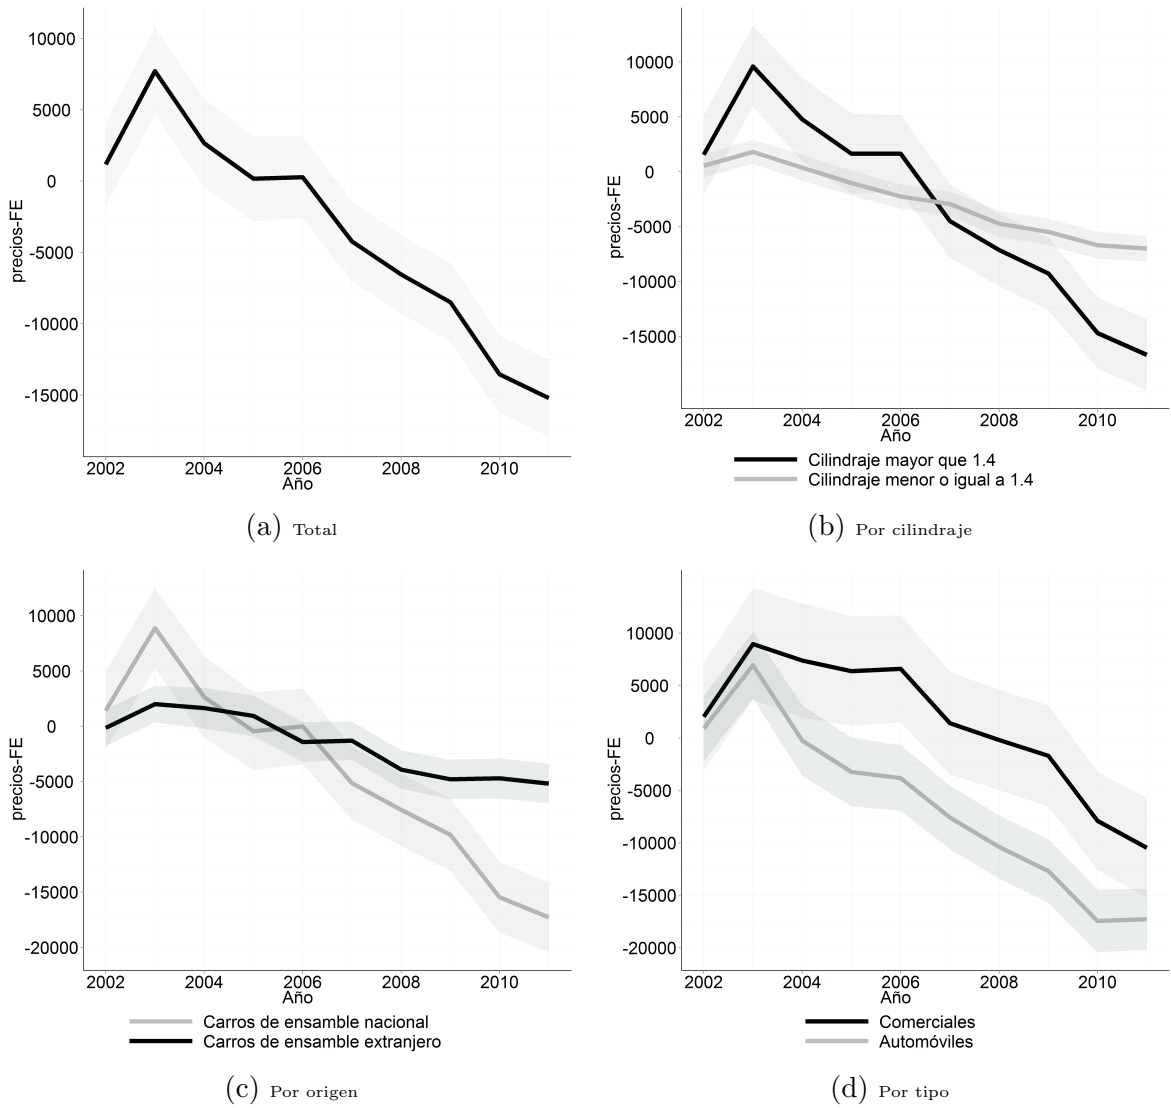 10000
5000
0
-5000
-10000
-15000
precios-FE
2002 2004 2006 2008 2010
Año
(a) Total
10000
5000
0
-5000
-10000
-15000
precios-FE
2002 2004 2006 2008 2010
Año
Cilindraje mayor que 1.4
Cilindraje menor o igual a 1.4
(b) Por cilindraje
10000
5000
0
-5000
-10000
-15000
-20000
precios-FE
2002 2004 2006 2008 2010
Año
Carros de ensamble nacional
Carros de ensamble extranjero
(c) Por origen
10000
5000
0
-5000
-10000
-15000
-20000
precios-FE
2002 2004 2006 2008 2010
Año
Comerciales
Automóviles
(d) Por tipo